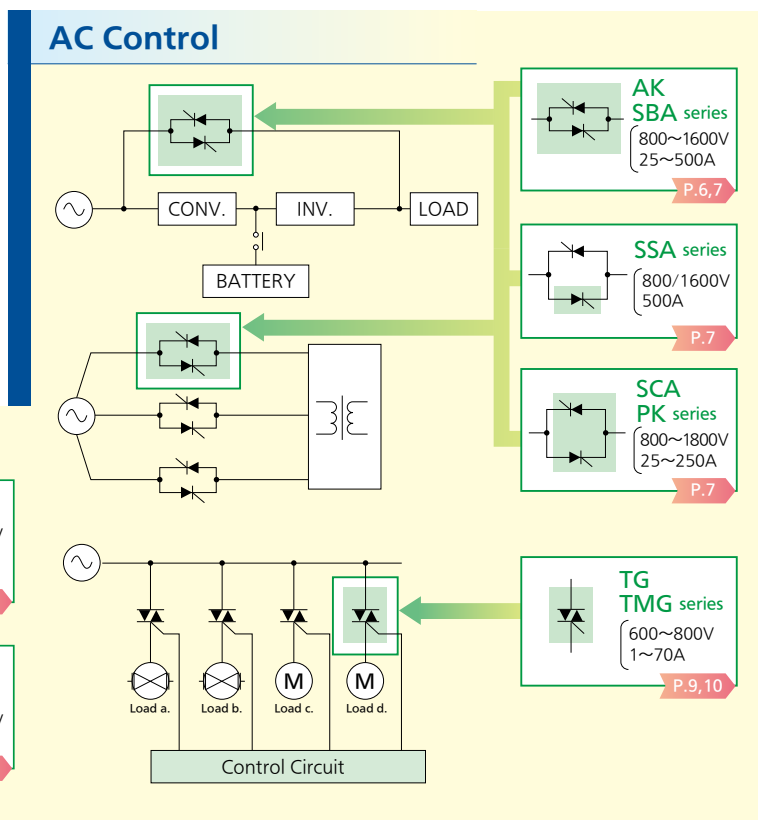 AC Control
AK
SBA series
800~1600V
25~500A
P.6,7
CONV.
INV.
LOAD
BATTERY
SSA series
800/1600V
500A
P.7
SCA
PK series
800~1800V
25~250A
P.7
TG
TMG series
600~800V
1~70A
P.9,10
M
M
Load a.
Load b.
Load c.
Load d.
Control Circuit